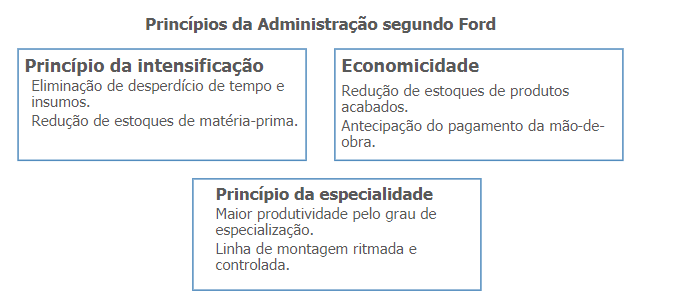 Princípios da Administração segundo Ford
Princípio da intensificação
Eliminação de desperdício de tempo e
insumos.
Redução de estoques de matéria-prima.
Economicidade
Redução de estoques de produtos
acabados.
Antecipação do pagamento da mão-de-
obra.
Princípio da especialidade
Maior produtividade pelo grau de
especialização.
Linha de montagem ritmada e
controlada.